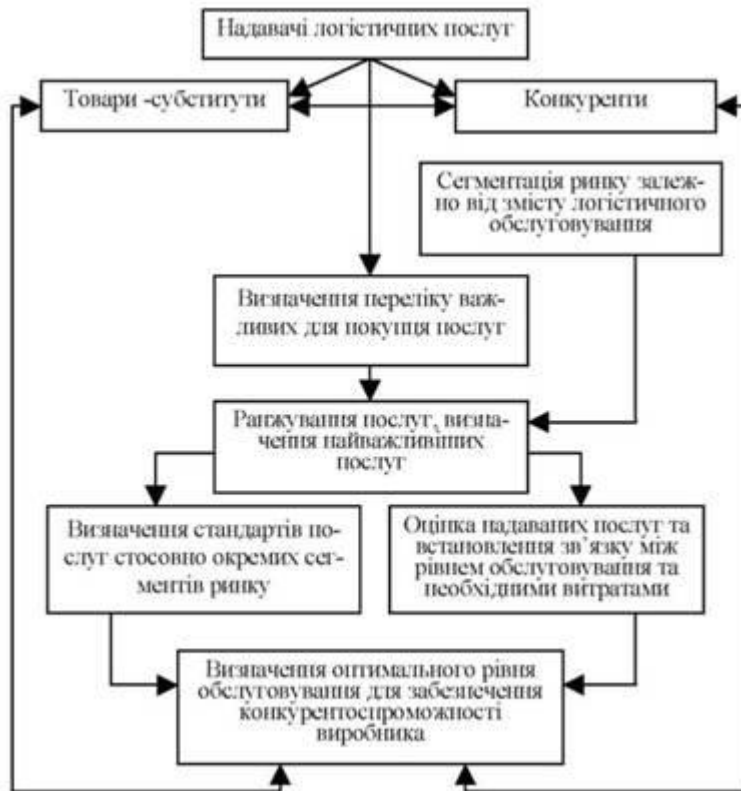 Надавачі логістичних послуг
Товари -субститути
Конкуренти
Сегментація ринку залеж-
но від змісту логістичного
обслуговування
Визначення переліку важ-
ливих для покупця послуг
Ранжування послуг, визна-
чення найважливіших
послуг
Визначення стандартів по-
слуг стосовно окремих сег-
ментів ринку
Оцінка надаваних послуг та
встановлення зв’язку між
рівнем обслуговування та
необхідними витратами
Визначення оптимального рівня
обслуговування для забезпечення
конкурентоспроможності
виробника